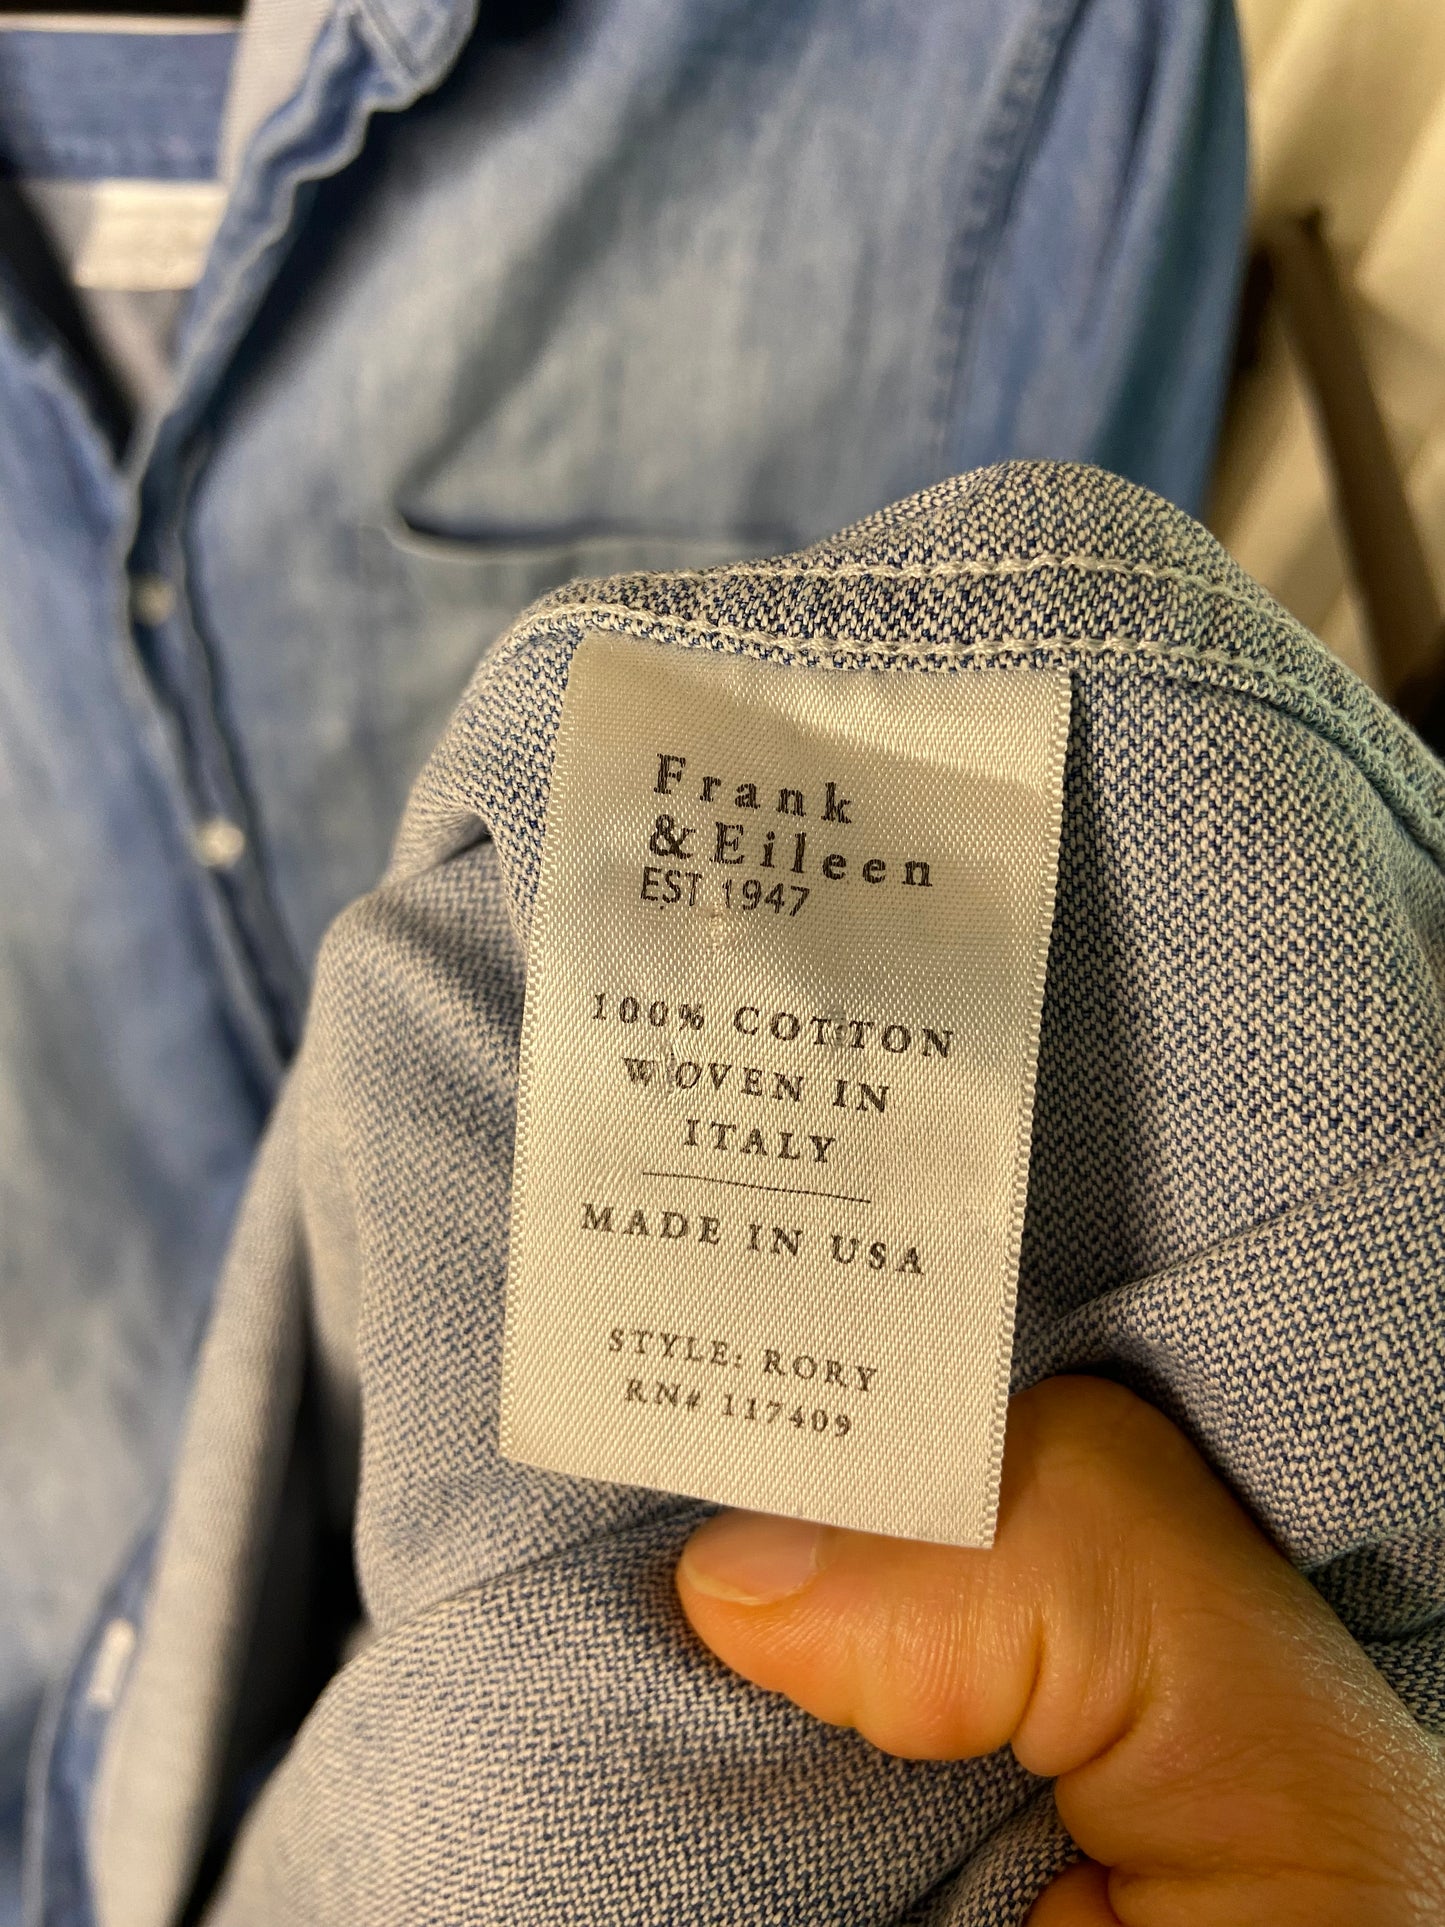 Frank
& Eileen
EST 1947
100% COTTON
WOVEN IN
ITALY
MADE IN USA
STYLE: RORY
RN# 117409